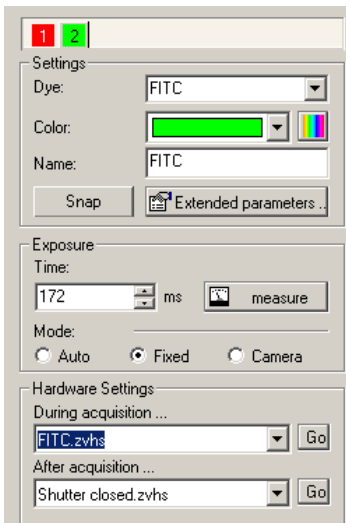 1 2
Settings
Dye: FITC
Color:
Name: FITC
Snap Extended parameters ..
Exposure
Time:
172 ms measure
Mode:
Auto Fixed Camera
Hardware Settings
During acquisition ...
FITC.zvhs Go
After acquisition ...
Shutter closed.zvhs Go